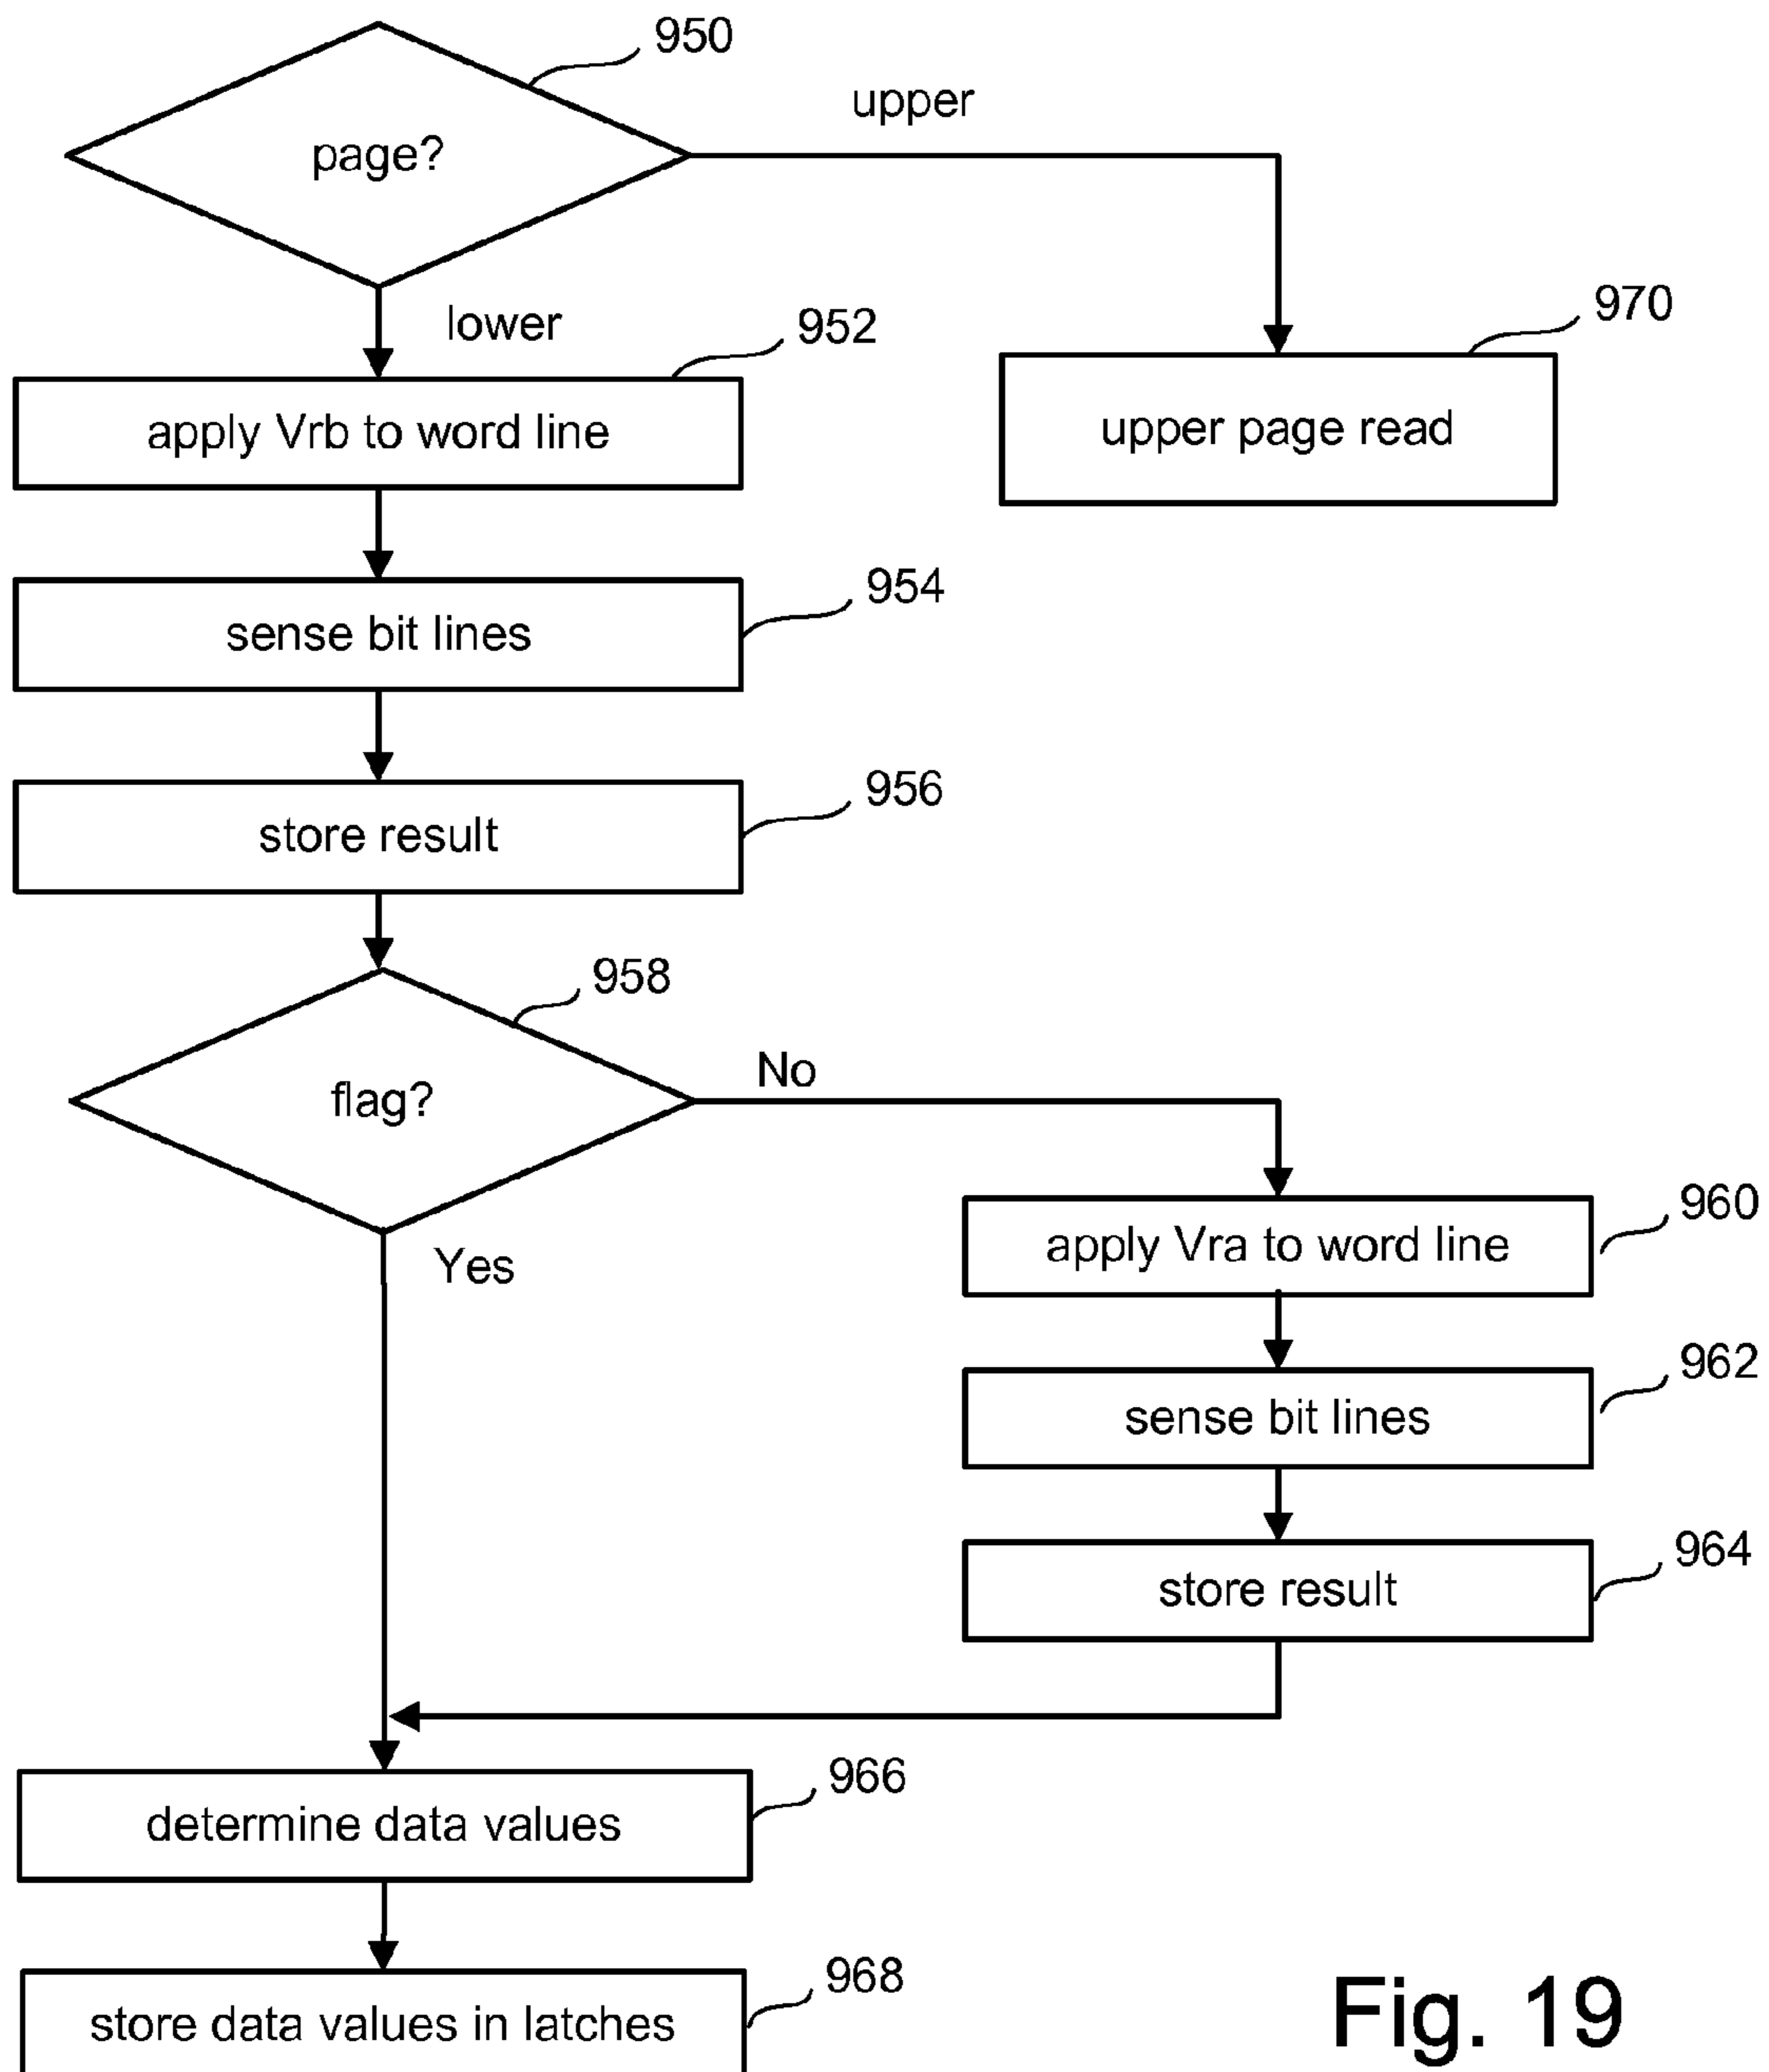 950
page?
upper
lower
952
970
apply Vrb to word line
upper page read
954
sense bit lines
956
store result
958
flag?
No
Yes
960
apply Vra to word line
962
sense bit lines
964
store result
966
determine data values
968
store data values in latches
Fig. 19